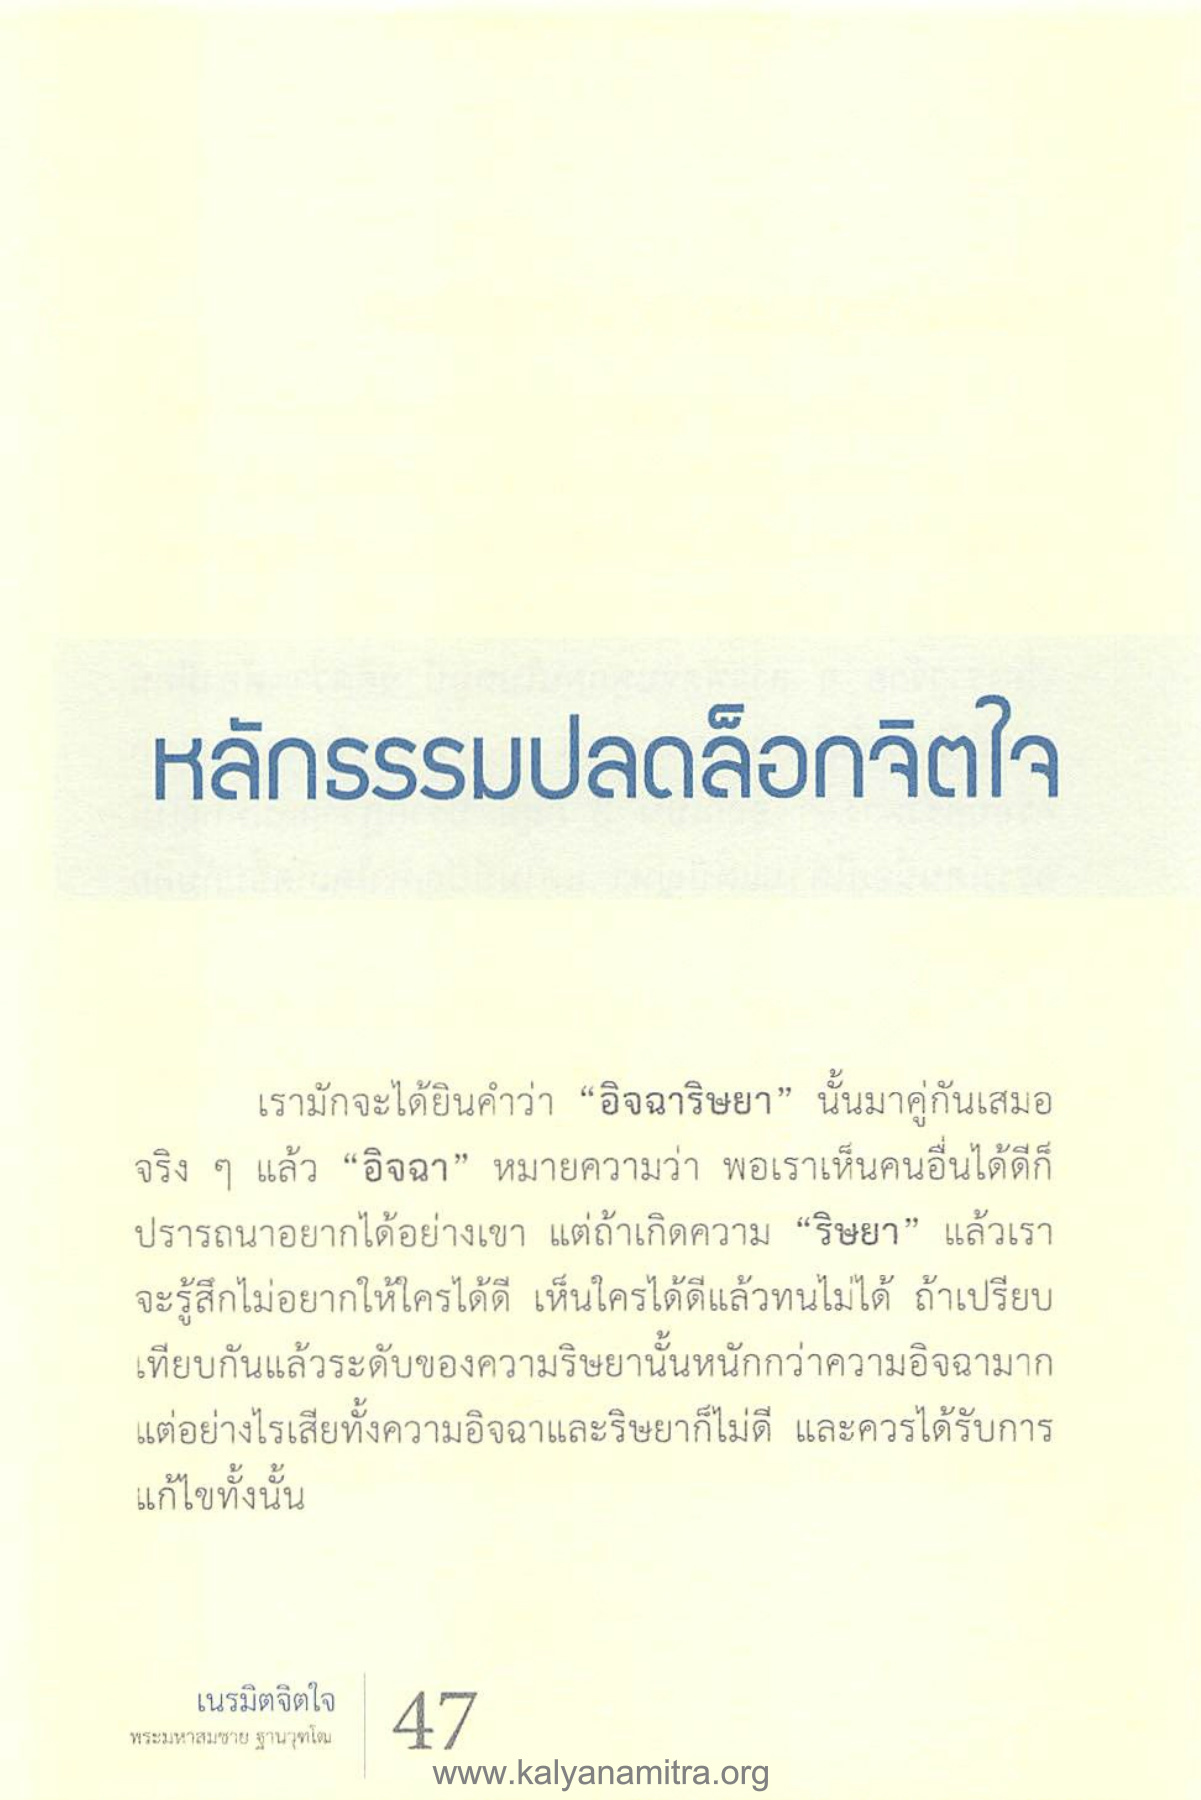 หลักธรรมปลดล็อกจิตใจ
เรามักจะได้ยินคำว่า “อิจฉาริษยา” นั้นมาคู่กันเสมอ
จริง ๆ แล้ว “อิจฉา” หมายความว่า พอเราเห็นคนอื่นได้ดีก็
ปรารถนาอยากได้อย่างเขา แต่ถ้าเกิดความ “ริษยา” แล้วเรา
จะรู้สึกไม่อยากให้ใครได้ดี เห็นใครได้ดีแล้วทนไม่ได้ ถ้าเปรียบ
เทียบกันแล้วระดับของความริษยานั้นหนักกว่าความอิจฉามาก
แต่อย่างไรเสียทั้งความอิจฉาและริษยาก็ไม่ดี และควรได้รับการ
แก้ไขทั้งนั้น
เนรมิตจิตใจ
พระมหาสมชาย ฐานวุฑโฒ
47
www.kalyanamitra.org